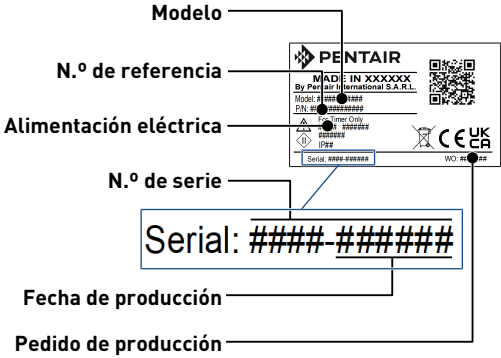 Modelo
PENTAIR
N.º de referencia
MADE IN XXXXXX
By Pentair International S.A.R.L.
Model: #
P/N:
Alimentación eléctrica
For Timer Only
#######
#######
IP##
CE UK
CA
Serial: ####-######
WO:
N.º de serie
Serial: ####-######
Fecha de producción
Pedido de producción